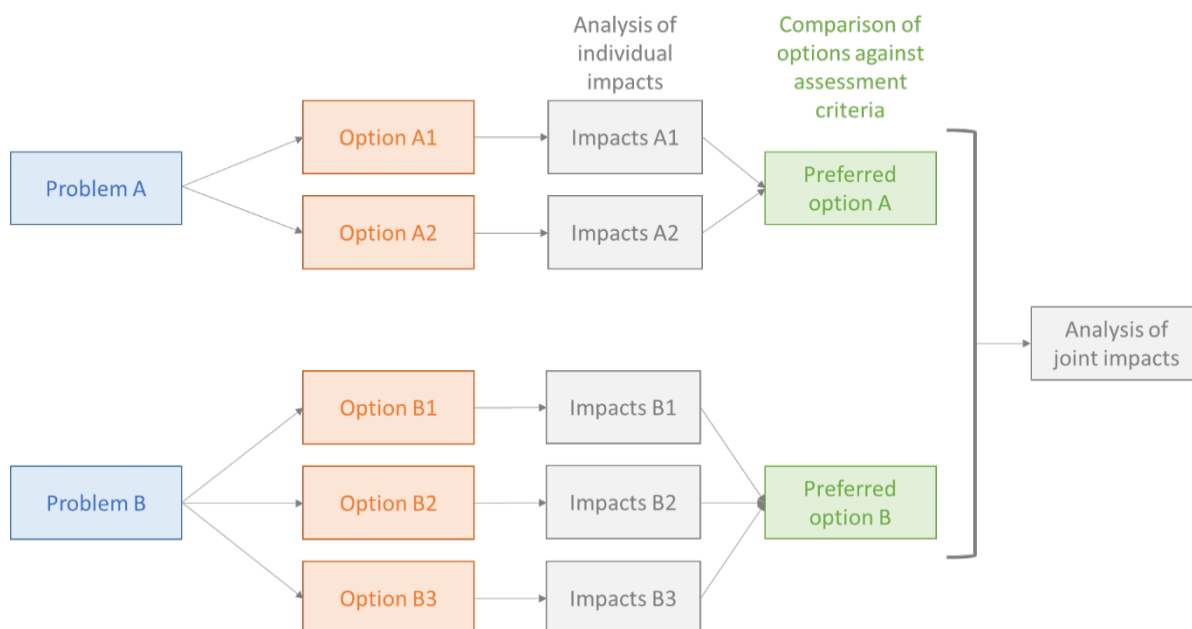 Analysis of
individual
impacts
Comparison of
options against
assessment
criteria
Problem A
Option A1
Impacts A1
Option A2
Impacts A2
Preferred
option A
Problem B
Option B1
Impacts B1
Option B2
Impacts B2
Option B3
Impacts B3
Preferred
option B
Analysis of
joint impacts